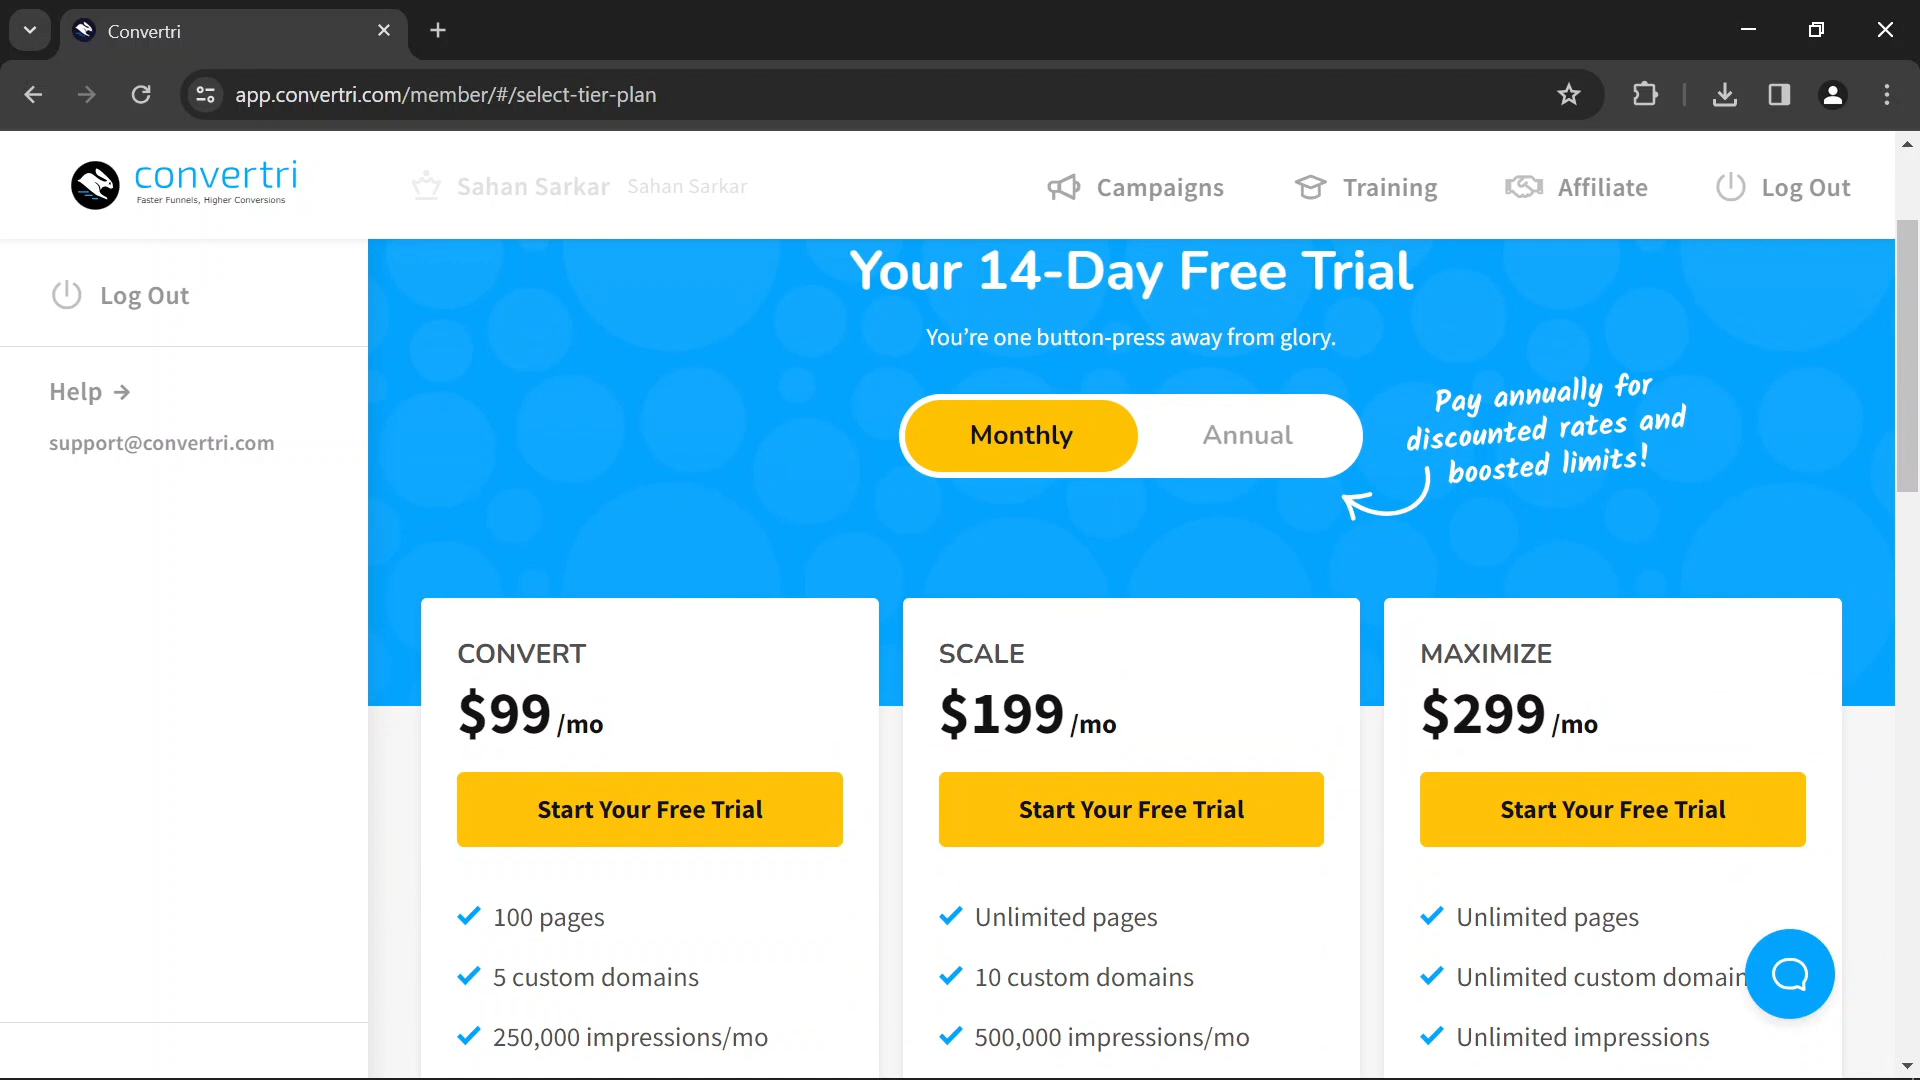 Convertri
app.convertri.com/member/#/select-tier-plan
convertri
Faster Funnels, Higher Conversions
Sahan Sarkar Sahan Sarkar
Campaigns
Training
Affiliate
Log Out
Log Out
Help →
support@convertri.com
Your 14-Day Free Trial
You’re one button-press away from glory.
Monthly
Annual
Pay annually for
discounted rates and
boosted limits!
CONVERT
$99 /mo
Start Your Free Trial
100 pages
5 custom domains
250,000 impressions/mo
SCALE
$199 /mo
Start Your Free Trial
Unlimited pages
10 custom domains
500,000 impressions/mo
MAXIMIZE
$299 /mo
Start Your Free Trial
Unlimited pages
Unlimited custom domain
Unlimited impressions